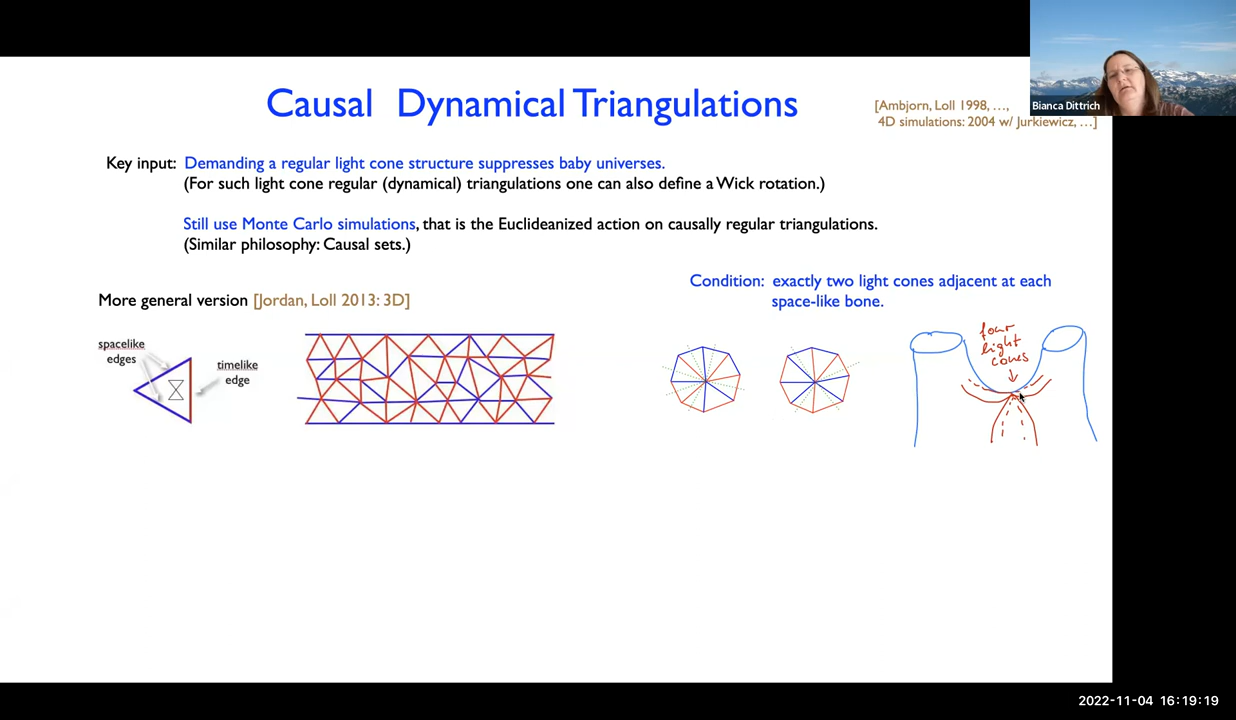 Bianca Dittrich
Causal Dynamical Triangulations
[Ambjorn, Loll 1998, …,
4D simulations: 2004 w/ Jurkiewicz, …]
Key input: Demanding a regular light cone structure suppresses baby universes.
(For such light cone regular (dynamical) triangulations one can also define a Wick rotation.)
Still use Monte Carlo simulations, that is the Euclideanized action on causally regular triangulations.
(Similar philosophy: Causal sets.)
Condition: exactly two light cones adjacent at each
space-like bone.
More general version [Jordan, Loll 2013: 3D]
spacelike
edges
timelike
edge
four
light
cones
2022-11-04 16:19:19